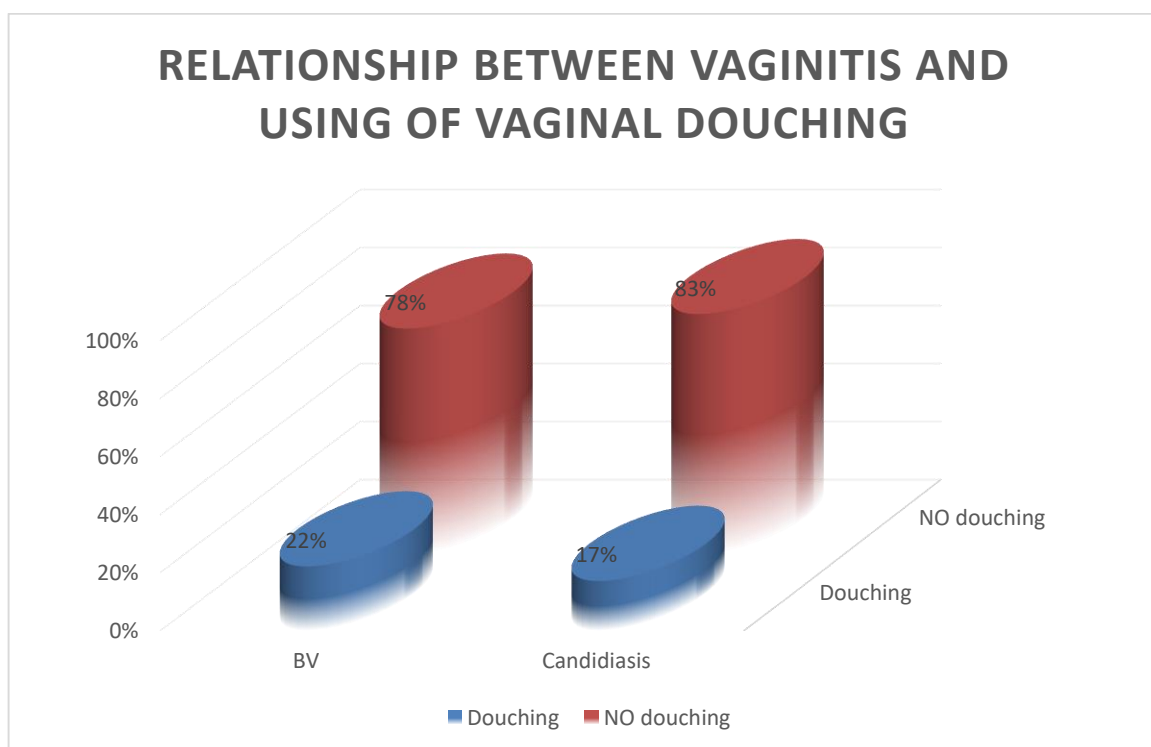 RELATIONSHIP BETWEEN VAGINITIS AND
USING OF VAGINAL DOUCHING
78%
83%
100%
80%
60%
40%
20%
0%
22%
17%
NO douching
Douching
BV
Candidiasis
Douching
NO douching